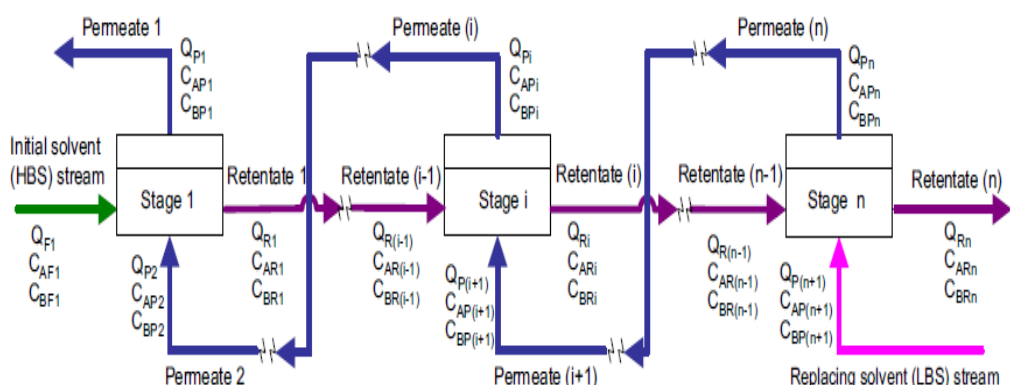 Permeate 1
Q_P1
C_AP1
C_BP1
Permeate (i)
Q_Pi
C_APi
C_BPi
Permeate (n)
Q_Pn
C_APn
C_BPn
Initial solvent
(HBS) stream
Stage 1
Retentate 1
Retentate (i-1)
Stage i
Retentate (i)
Retentate (n-1)
Stage n
Retentate (n)
Q_F1
C_AF1
C_BF1
Q_P2
C_AP2
C_BP2
Q_R1
C_AR1
C_BR1
Q_R(i-1)
C_AR(i-1)
C_BR(i-1)
Q_P(i+1)
C_AP(i+1)
C_BP(i+1)
Q_Ri
C_ARi
C_BRi
Q_R(n-1)
C_AR(n-1)
C_BR(n-1)
Q_P(n+1)
C_AP(n+1)
C_BP(n+1)
Q_Rn
C_ARn
C_BRn
Permeate 2
Permeate (i+1)
Replacing solvent (LBS) stream